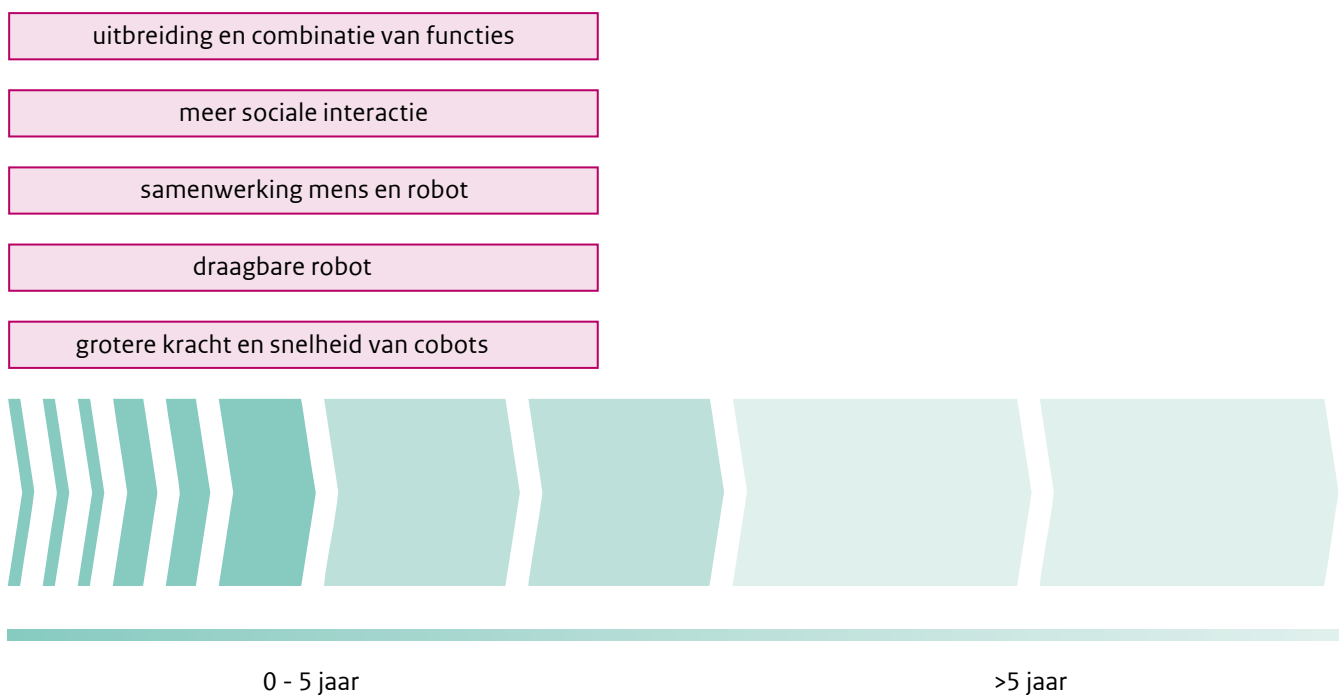 uitbreiding en combinatie van functies
meer sociale interactie
samenwerking mens en robot
draagbare robot
grotere kracht en snelheid van cobots
0 - 5 jaar
>5 jaar